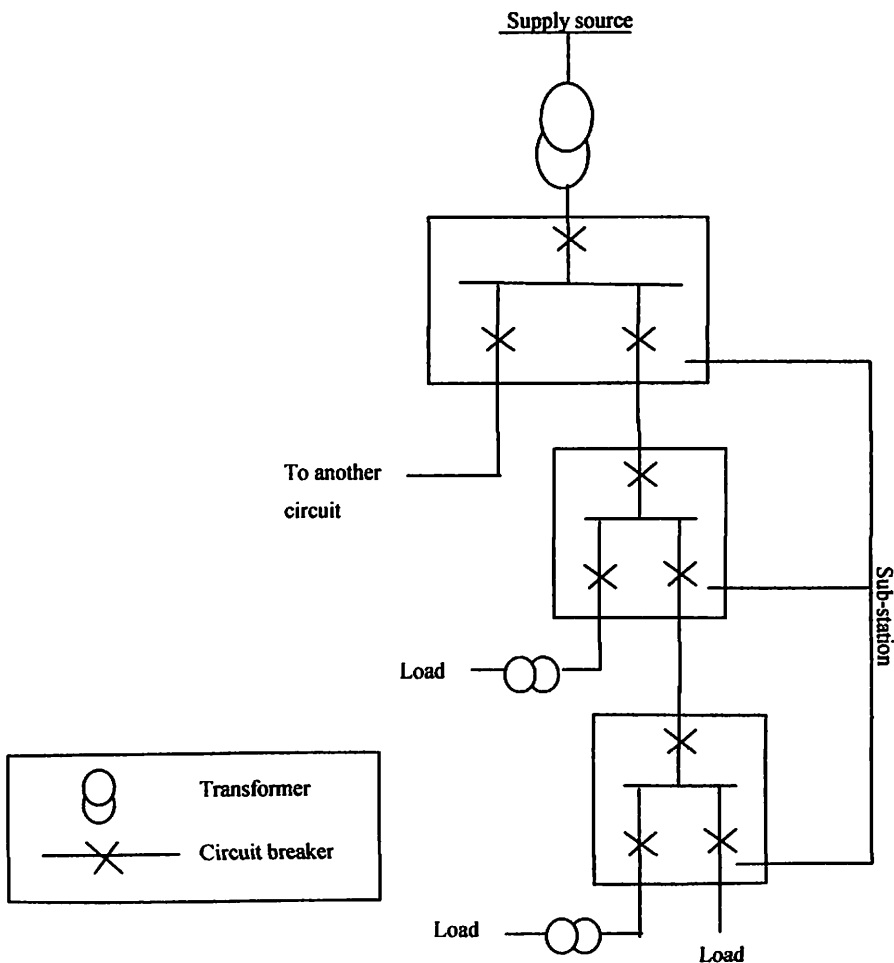 Supply source
To another
circuit
Sub-station
Load
Transformer
Circuit breaker
Load
Load